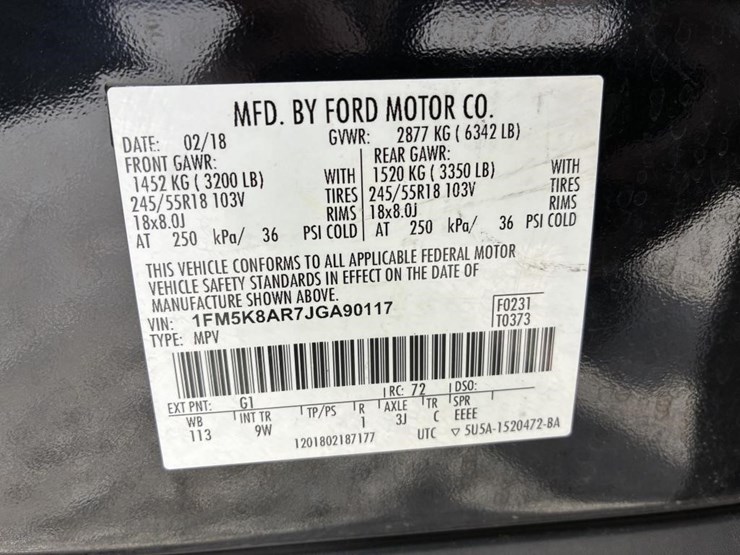 MFD. BY FORD MOTOR CO.
DATE: 02/18 GVWR: 2877 KG ( 6342 LB)
FRONT GAWR: REAR GAWR:
1452 KG ( 3200 LB) WITH 1520 KG ( 3350 LB) WITH
245/55R18 103V TIRES 245/55R18 103V TIRES
18x8.0J RIMS 18x8.0J RIMS
AT 250 kPa/ 36 PSI COLD AT 250 kPa/ 36 PSI COLD
THIS VEHICLE CONFORMS TO ALL APPLICABLE FEDERAL MOTOR
VEHICLE SAFETY STANDARDS IN EFFECT ON THE DATE OF
MANUFACTURE SHOWN ABOVE.
VIN: 1FM5K8AR7JGA90117 F0231
TYPE: MPV T0373
EXT PNT: G1 RC: 72 DSO:
WB INT TR TP/PS R AXLE TR SPR
113 9W 1 3J C EEEE
1201802187177 UTC ▽ 5U5A-1520472-BA